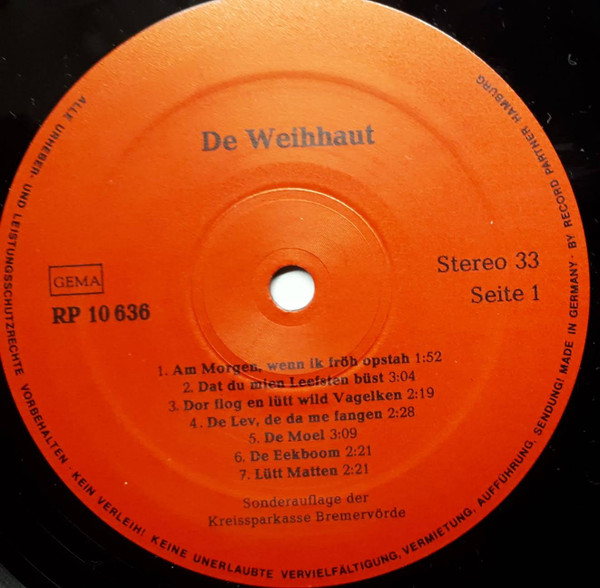 De Weihhaut
GEMA
RP 10 636
Stereo 33
Seite 1
1. Am Morgen, wenn ik fröh opstah 1:52
2. Dat du mien Leefsten büst 3:04
3. Dor flog en lütt wild Vagelken 2:19
4. De Lev, de da me fangen 2:28
5. De Moel 3:09
6. De Eekboom 2:21
7. Lütt Matten 2:21
Sonderauflage der
Kreissparkasse Bremervörde
ALLE URHEBER- UND LEISTUNGSSCHUTZRECHTE VORBEHALTEN · KEIN VERLEIH! KEINE UNERLAUBTE VERVIELFÄLTIGUNG, VERMIETUNG, AUFFÜHRUNG, SENDUNG! MADE IN GERMANY · BY RECORD PARTNER HAMBURG